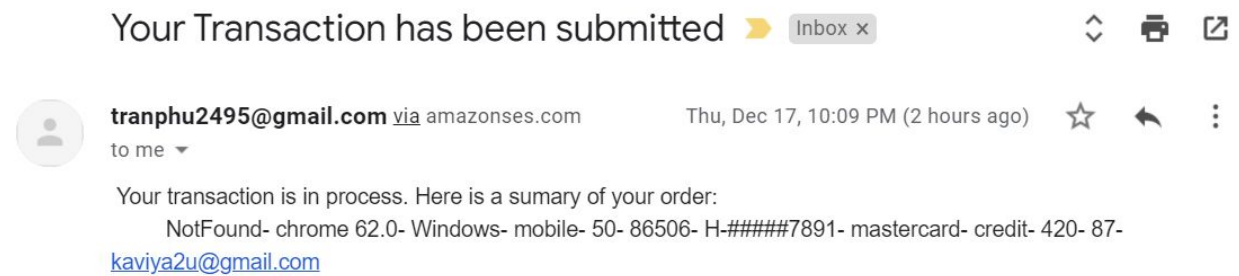 Your Transaction has been submitted Inbox x
tranphu2495@gmail.com via amazonses.com Thu, Dec 17, 10:09 PM (2 hours ago)
to me
Your transaction is in process. Here is a sumary of your order:
NotFound- chrome 62.0- Windows- mobile- 50- 86506- H-#####7891- mastercard- credit- 420- 87-
kaviya2u@gmail.com